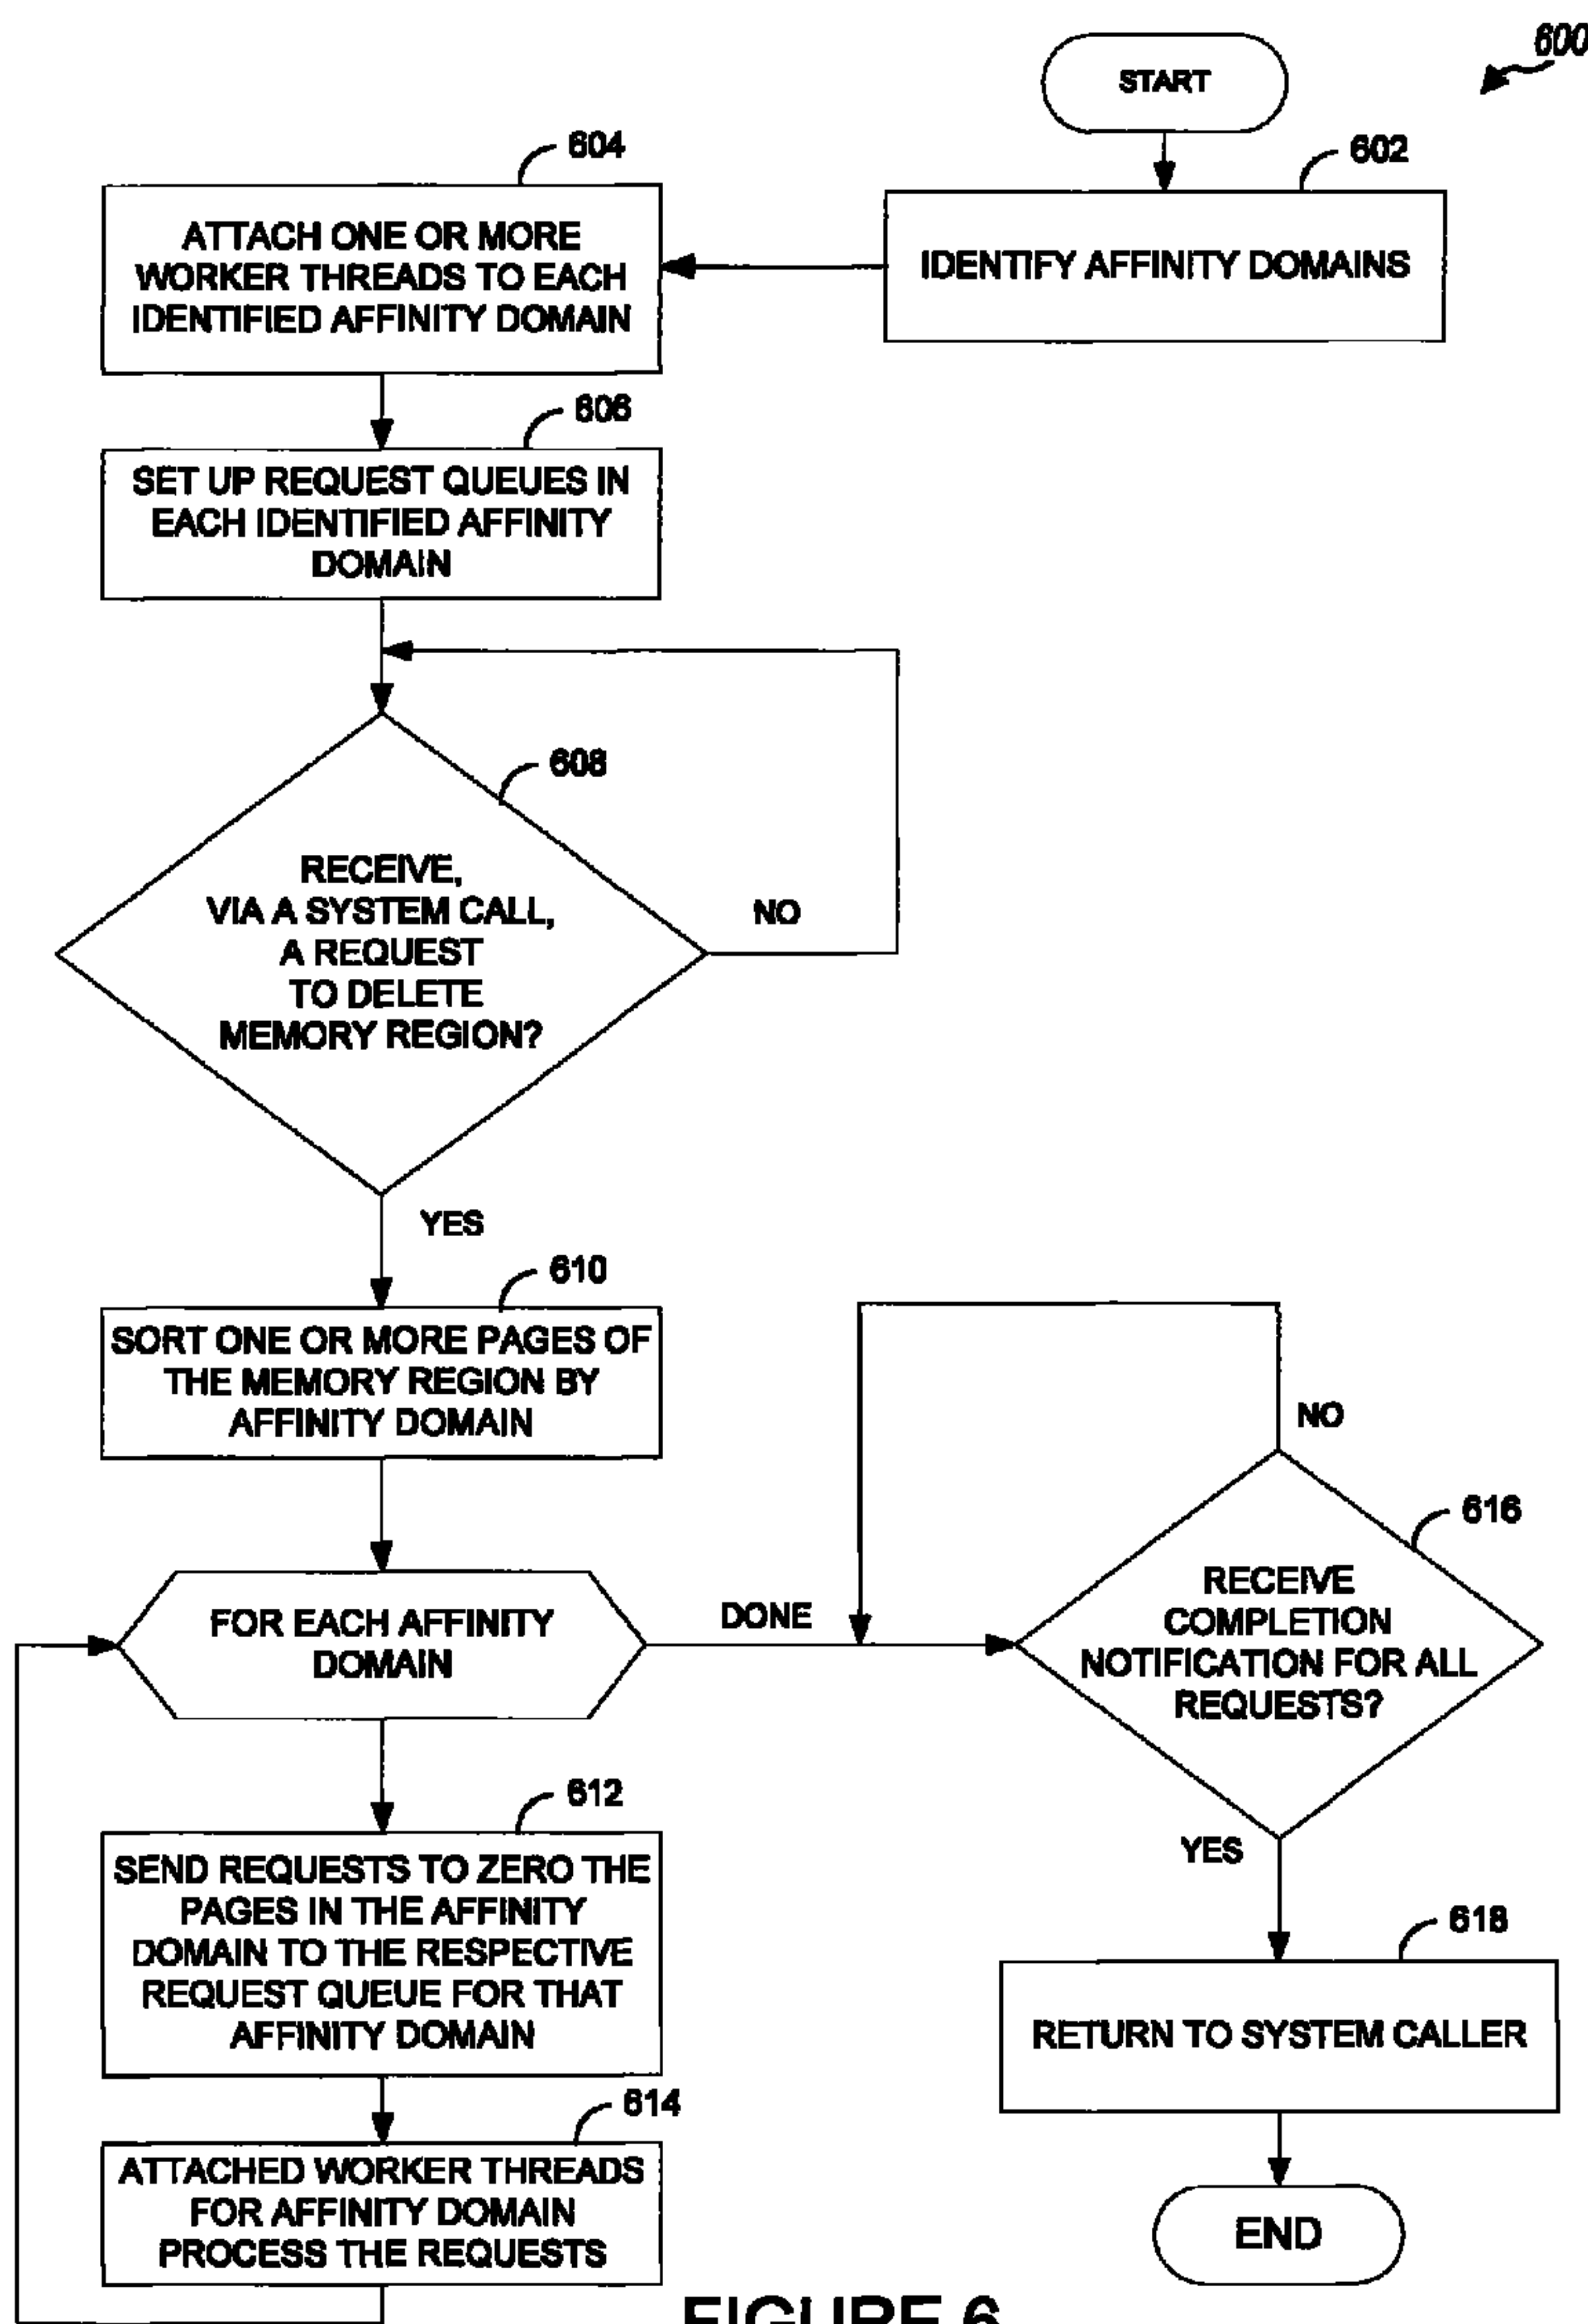 600
START
602
IDENTIFY AFFINITY DOMAINS
604
ATTACH ONE OR MORE
WORKER THREADS TO EACH
IDENTIFIED AFFINITY DOMAIN
606
SET UP REQUEST QUEUES IN
EACH IDENTIFIED AFFINITY
DOMAIN
608
RECEIVE,
VIA A SYSTEM CALL,
A REQUEST
TO DELETE
MEMORY REGION?
NO
YES
610
SORT ONE OR MORE PAGES OF
THE MEMORY REGION BY
AFFINITY DOMAIN
FOR EACH AFFINITY
DOMAIN
DONE
612
SEND REQUESTS TO ZERO THE
PAGES IN THE AFFINITY
DOMAIN TO THE RESPECTIVE
REQUEST QUEUE FOR THAT
AFFINITY DOMAIN
614
ATTACHED WORKER THREADS
FOR AFFINITY DOMAIN
PROCESS THE REQUESTS
NO
616
RECEIVE
COMPLETION
NOTIFICATION FOR ALL
REQUESTS?
YES
618
RETURN TO SYSTEM CALLER
END
FIGURE 6